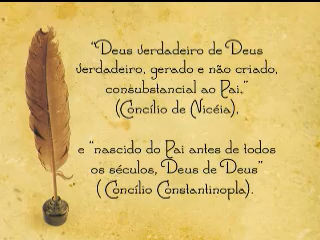 “Deus verdadeiro de Deus
verdadeiro, gerado e não criado,
consubstancial ao Pai.”
(Concílio de Nicéia),
e “nascido do Pai antes de todos
os séculos, Deus de Deus”
(Concílio Constantinopla).